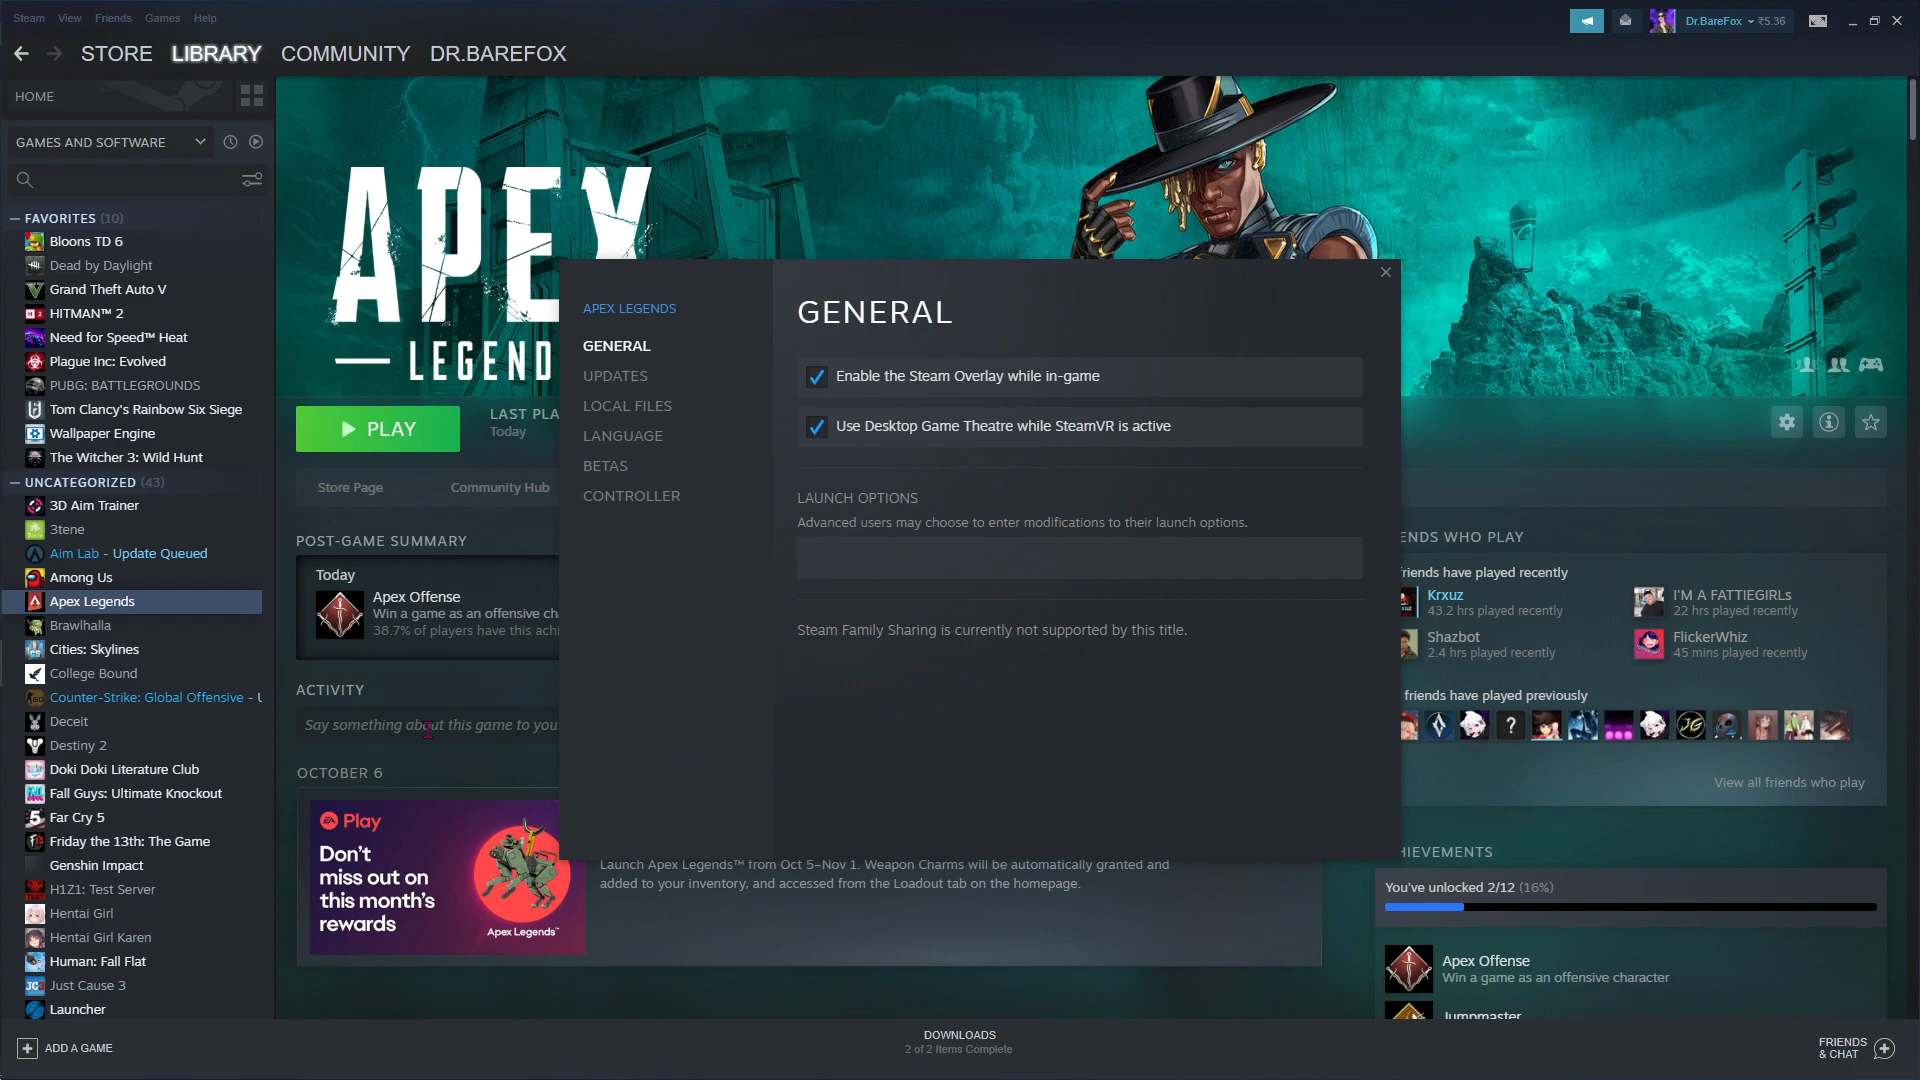 Steam View Friends Games Help
Dr.BareFox ₹5.36
STORE LIBRARY COMMUNITY DR.BAREFOX
HOME
GAMES AND SOFTWARE
FAVORITES (10)
Bloons TD 6
Dead by Daylight
Grand Theft Auto V
HITMAN™ 2
Need for Speed™ Heat
Plague Inc: Evolved
PUBG: BATTLEGROUNDS
Tom Clancy's Rainbow Six Siege
Wallpaper Engine
The Witcher 3: Wild Hunt
UNCATEGORIZED (43)
3D Aim Trainer
3tene
Aim Lab - Update Queued
Among Us
Apex Legends
Brawlhalla
Cities: Skylines
College Bound
Counter-Strike: Global Offensive - U
Deceit
Destiny 2
Doki Doki Literature Club
Fall Guys: Ultimate Knockout
Far Cry 5
Friday the 13th: The Game
Genshin Impact
H1Z1: Test Server
Hentai Girl
Hentai Girl Karen
Human: Fall Flat
Just Cause 3
Launcher
ADD A GAME
APEX
LEGEND
PLAY
LAST PLA
Today
Store Page Community Hub
POST-GAME SUMMARY
Today
Apex Offense
Win a game as an offensive ch
38.7% of players have this achi
ACTIVITY
Say something about this game to you
OCTOBER 6
EA Play
Don't
miss out on
this month's
rewards
Apex Legends™
Launch Apex Legends™ from Oct 5–Nov 1. Weapon Charms will be automatically granted and
added to your inventory, and accessed from the Loadout tab on the homepage.
APEX LEGENDS
GENERAL
UPDATES
LOCAL FILES
LANGUAGE
BETAS
CONTROLLER
GENERAL
Enable the Steam Overlay while in-game
Use Desktop Game Theatre while SteamVR is active
LAUNCH OPTIONS
Advanced users may choose to enter modifications to their launch options.
Steam Family Sharing is currently not supported by this title.
ENDS WHO PLAY
friends have played recently
Krxuz
43.2 hrs played recently
I'M A FATTIEGIRLs
22 hrs played recently
Shazbot
2.4 hrs played recently
FlickerWhiz
45 mins played recently
friends have played previously
View all friends who play
HIEVEMENTS
You've unlocked 2/12 (16%)
Apex Offense
Win a game as an offensive character
Jumpmaster
DOWNLOADS
2 of 2 Items Complete
FRIENDS
& CHAT